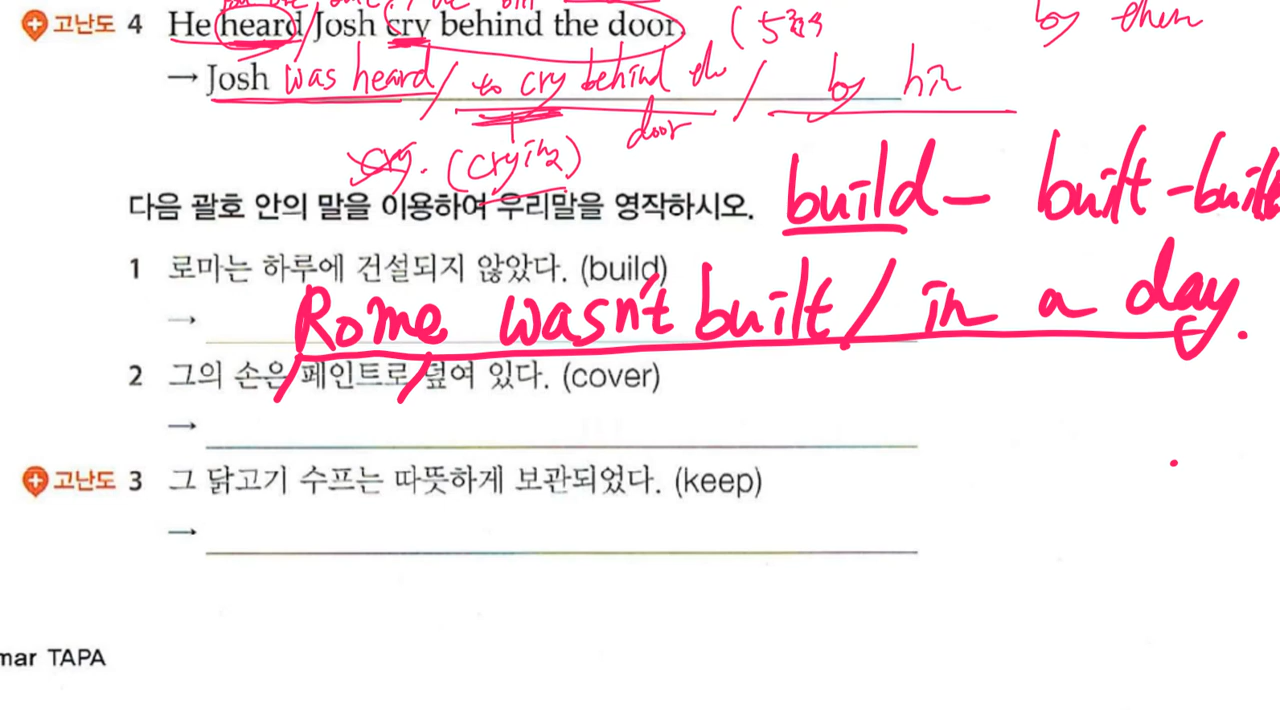 고난도 4 He heard / Josh cry behind the door. (5형식 by them
→ Josh was heard / to cry behind the / by him
door
cry. (crying)
다음 괄호 안의 말을 이용하여 우리말을 영작하시오. build - built - built
1 로마는 하루에 건설되지 않았다. (build)
→ Rome wasn't built / in a day.
2 그의 손은 / 페인트로 / 덮여 있다. (cover)
→
고난도 3 그 닭고기 수프는 따뜻하게 보관되었다. (keep)
→
mar TAPA